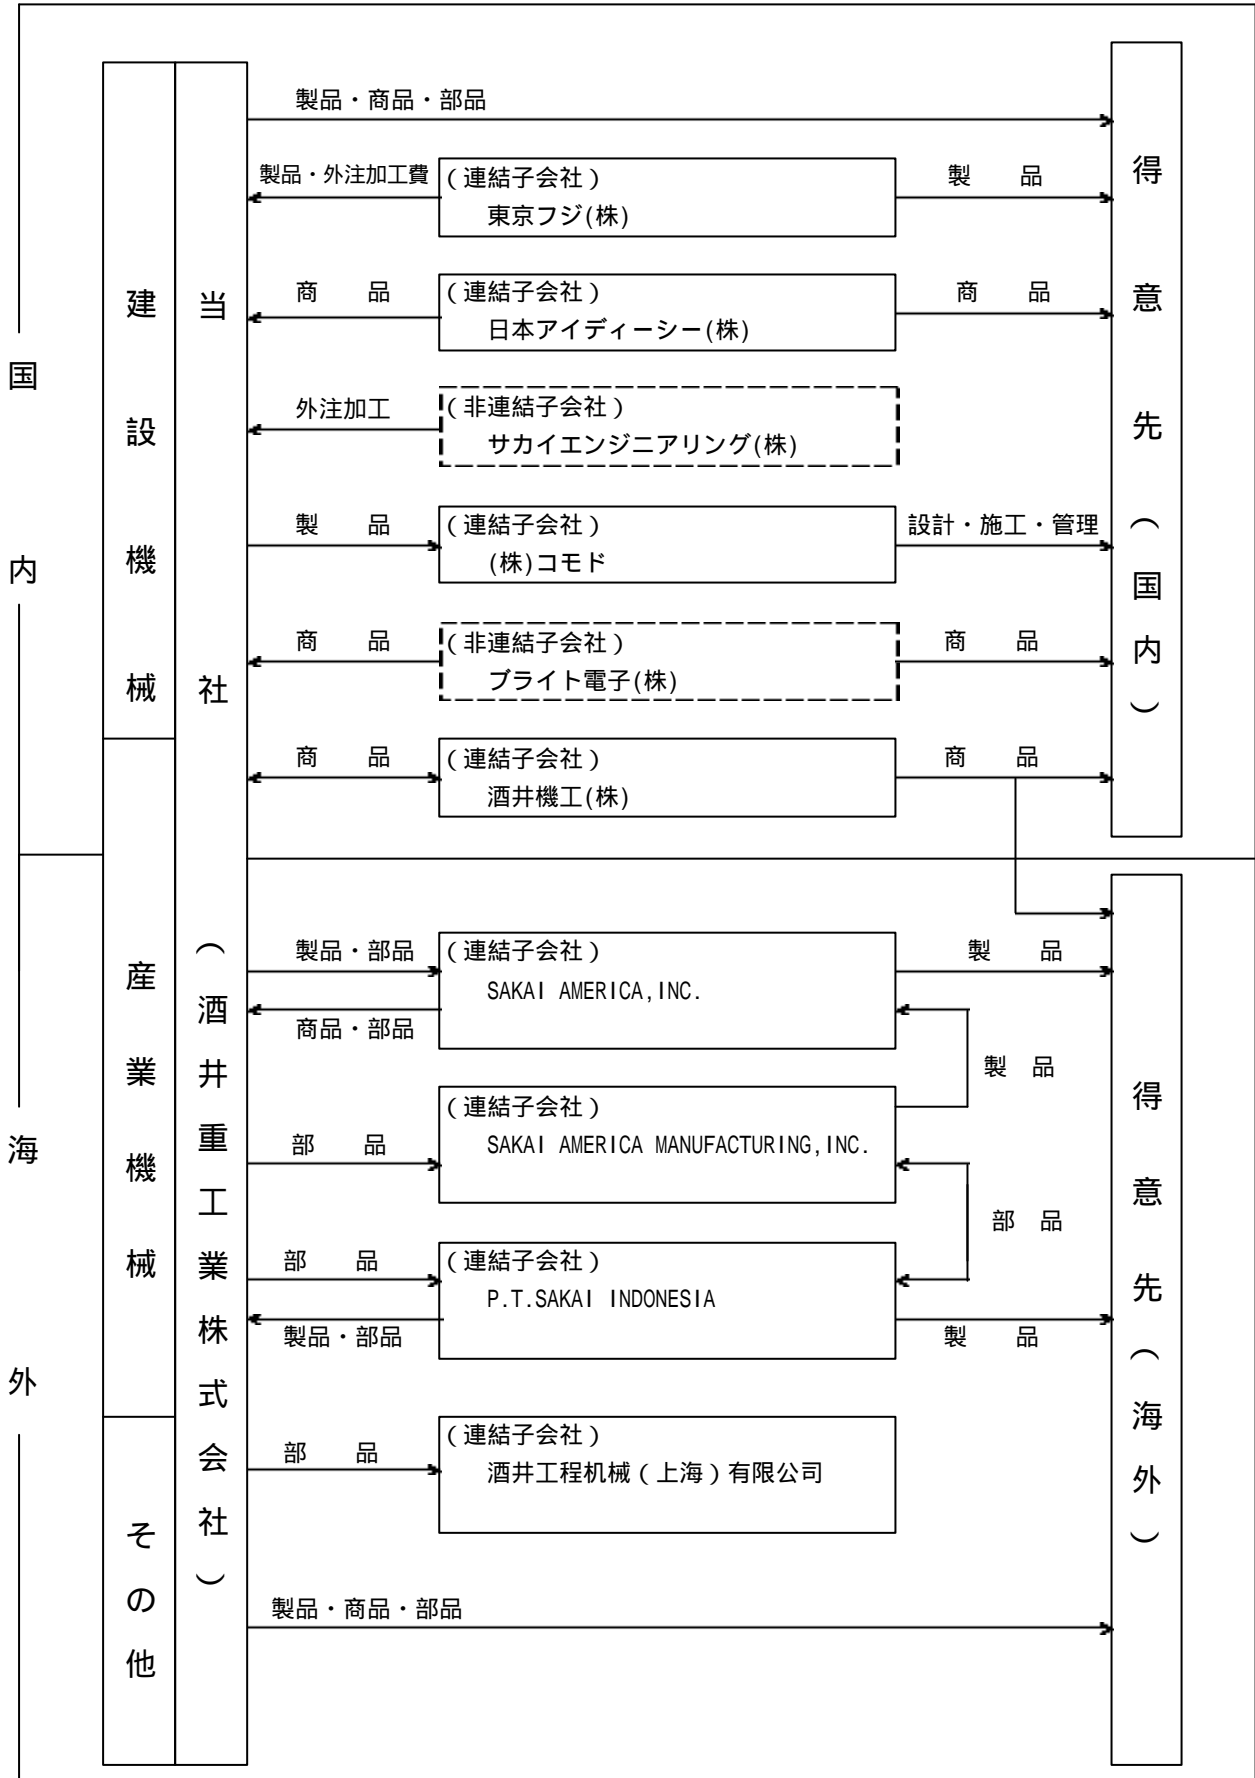 国内
海外
建設機械
産業機械
その他
当社(酒井重工業株式会社)
製品・商品・部品
製品・外注加工費
(連結子会社)
東京フジ(株)
製 品
商 品
(連結子会社)
日本アイディーシー(株)
商 品
外注加工
(非連結子会社)
サカイエンジニアリング(株)
製 品
(連結子会社)
(株)コモド
設計・施工・管理
商 品
(非連結子会社)
ブライト電子(株)
商 品
商 品
(連結子会社)
酒井機工(株)
商 品
得意先(国内)
製品・部品
商品・部品
(連結子会社)
SAKAI AMERICA,INC.
製 品
製 品
部 品
(連結子会社)
SAKAI AMERICA MANUFACTURING,INC.
部 品
部 品
製品・部品
(連結子会社)
P.T.SAKAI INDONESIA
製 品
部 品
(連結子会社)
酒井工程机械(上海)有限公司
製品・商品・部品
得意先(海外)